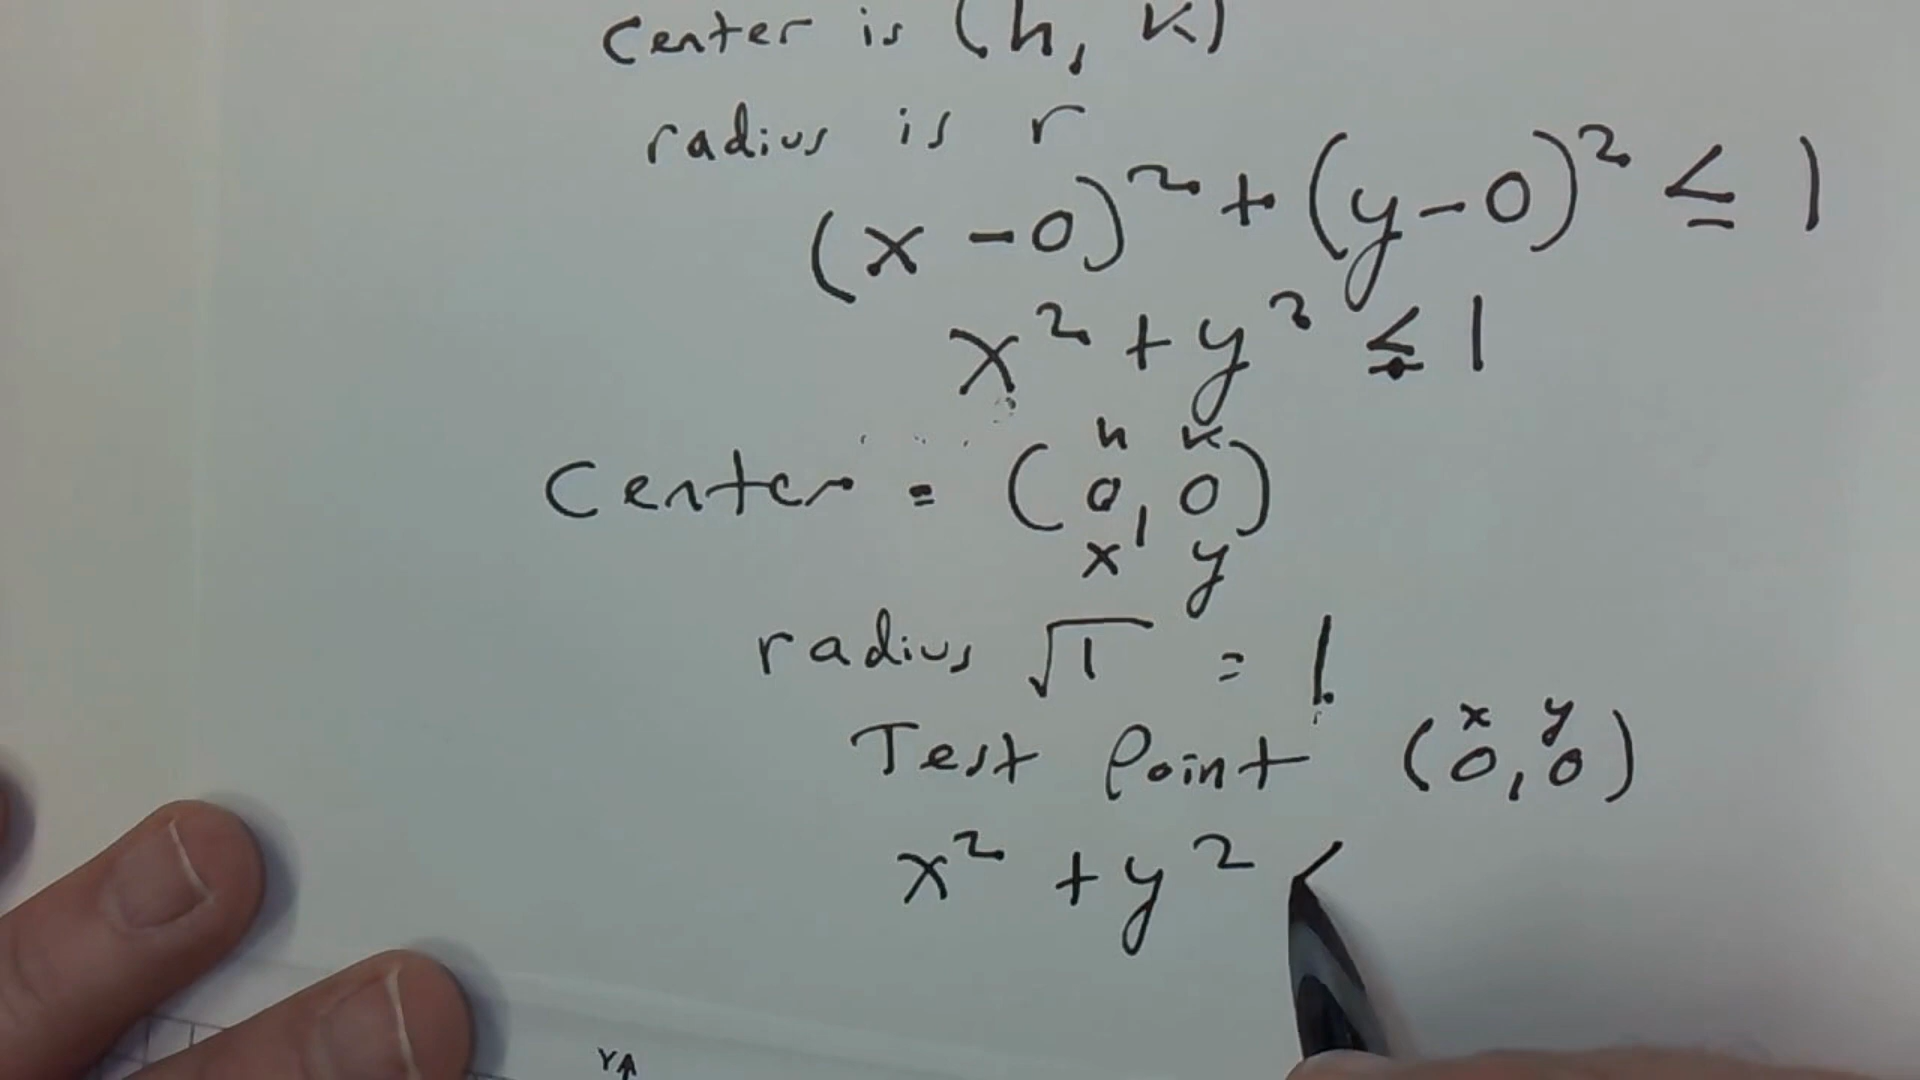 Center is (h, k)
radius is r
(x - 0)² + (y - 0)² ≤ 1
x² + y² ≤ 1
h k
Center = (0, 0)
x y
radius √1 = 1
x y
Test Point (0, 0)
x² + y² <
Y